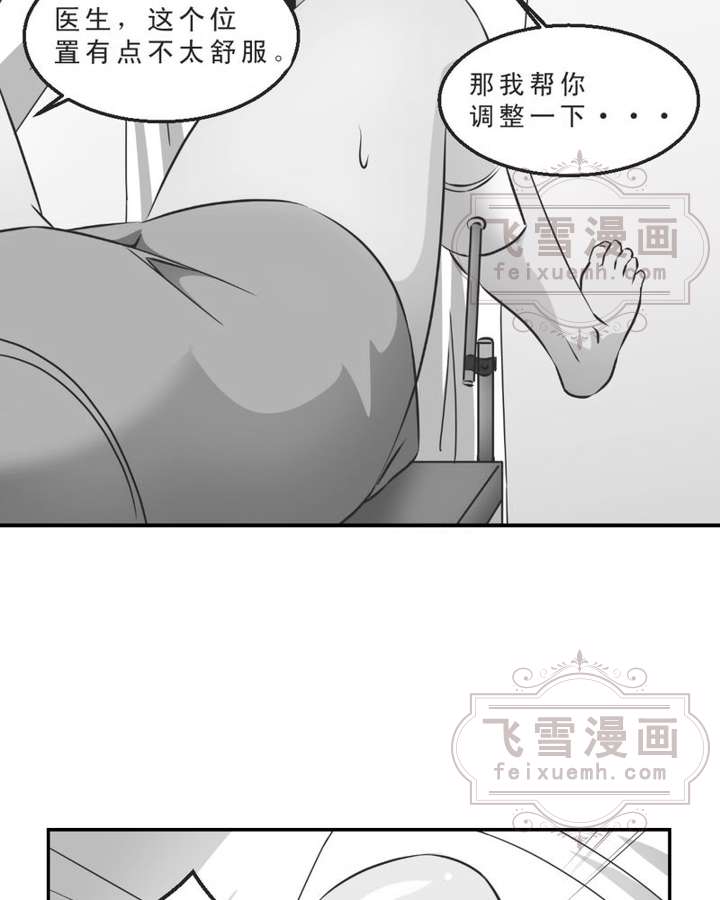 医生，这个位
置有点不太舒服。
那我帮你
调整一下···
飞雪漫画
feixuemh.com
飞雪漫画
feixuemh.com